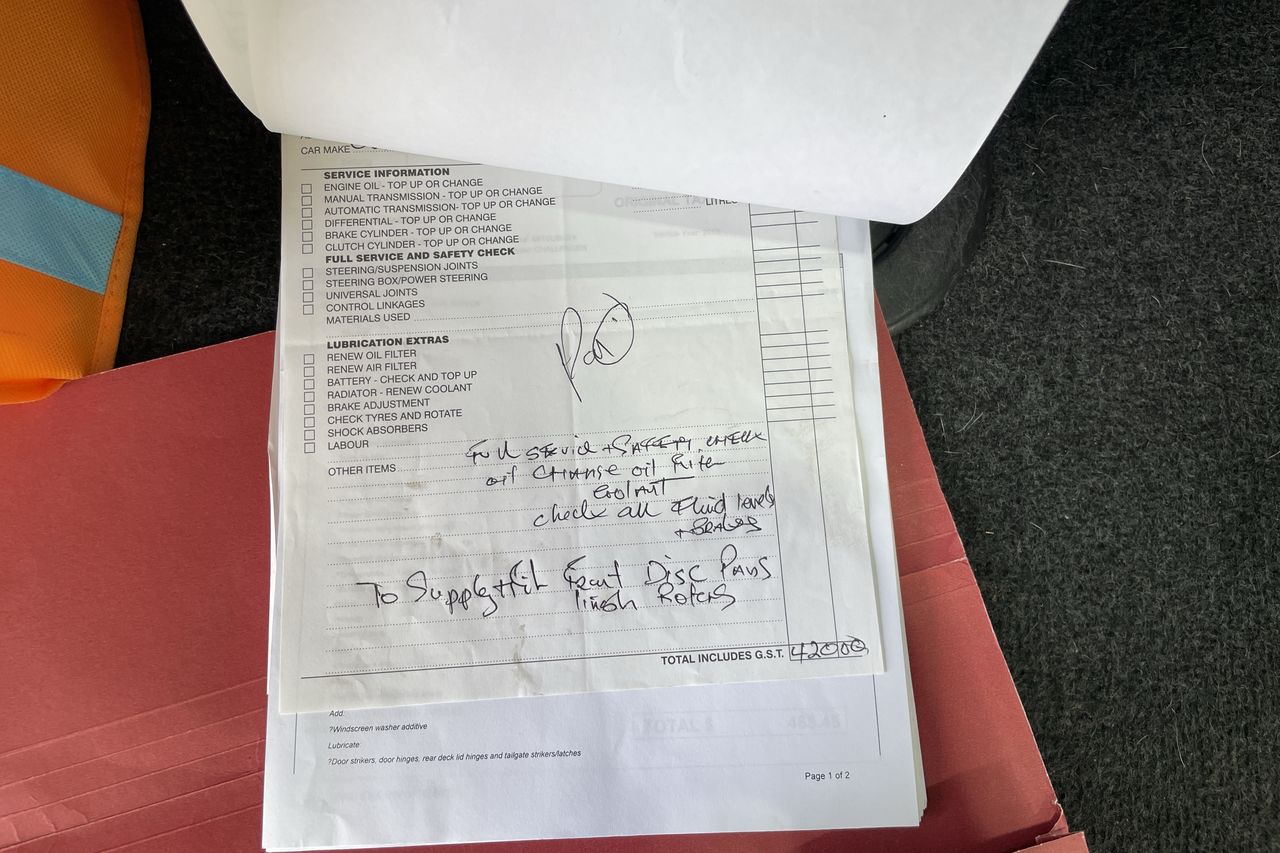 CAR MAKE
SERVICE INFORMATION
ENGINE OIL - TOP UP OR CHANGE
MANUAL TRANSMISSION - TOP UP OR CHANGE
AUTOMATIC TRANSMISSION- TOP UP OR CHANGE
LITRES
DIFFERENTIAL - TOP UP OR CHANGE
BRAKE CYLINDER - TOP UP OR CHANGE
CLUTCH CYLINDER - TOP UP OR CHANGE
FULL SERVICE AND SAFETY CHECK
STEERING/SUSPENSION JOINTS
STEERING BOX/POWER STEERING
UNIVERSAL JOINTS
CONTROL LINKAGES
MATERIALS USED
LUBRICATION EXTRAS
RENEW OIL FILTER
RENEW AIR FILTER
BATTERY - CHECK AND TOP UP
RADIATOR - RENEW COOLANT
BRAKE ADJUSTMENT
CHECK TYRES AND ROTATE
SHOCK ABSORBERS
LABOUR
Full service + SAFETY check
OTHER ITEMS
oil change oil filter
coolant
check all Fluid levels
+ Brakes
To Supply + fit Front Disc Pads
Rotors
TOTAL INCLUDES G.S.T. 42000
Add:
?Windscreen washer additive
TOTAL $
Lubricate
?Door strikers, door hinges, rear deck lid hinges and tailgate strikers/latches
Page 1 of 2